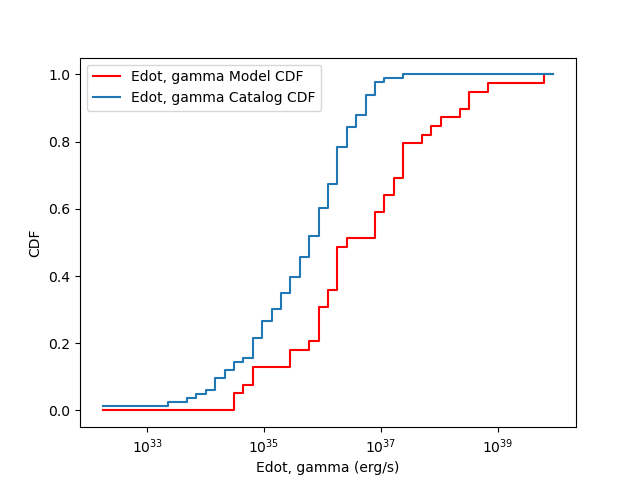 Edot, gamma Model CDF
Edot, gamma Catalog CDF
1.0
0.8
0.6
0.4
0.2
0.0
CDF
10^33 10^35 10^37 10^39
Edot, gamma (erg/s)